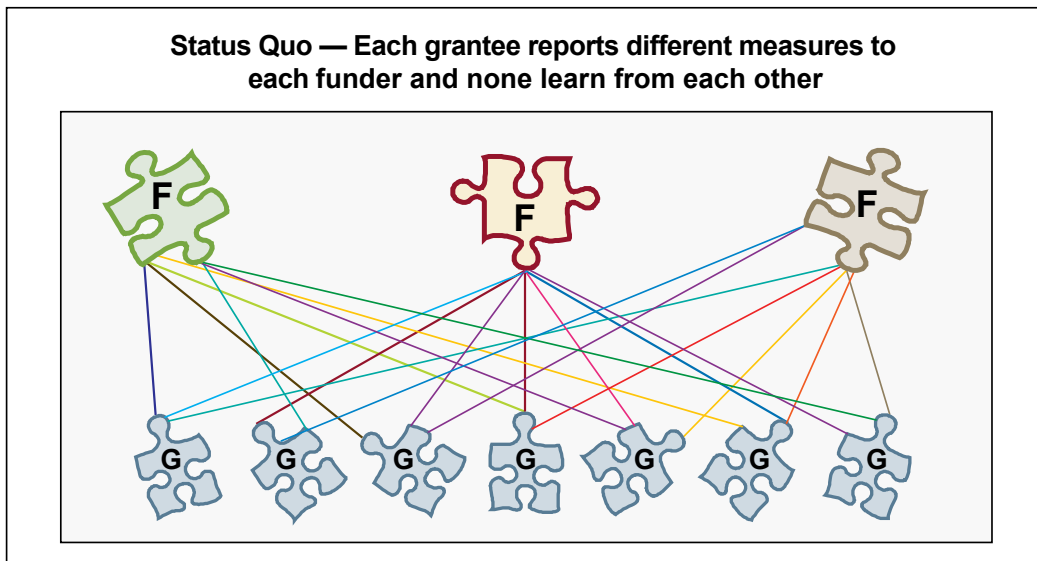 Status Quo — Each grantee reports different measures to
each funder and none learn from each other
F
F
F
G
G
G
G
G
G
G